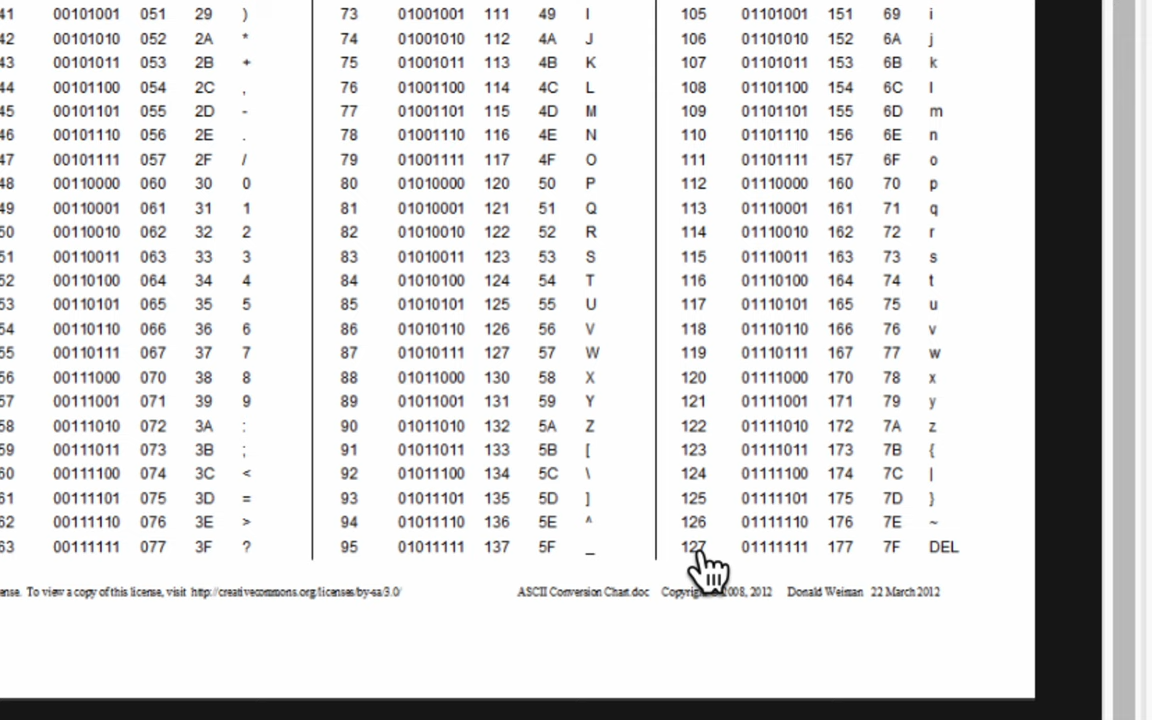 41 00101001 051 29 ) 73 01001001 111 49 I 105 01101001 151 69 i
42 00101010 052 2A * 74 01001010 112 4A J 106 01101010 152 6A j
43 00101011 053 2B + 75 01001011 113 4B K 107 01101011 153 6B k
44 00101100 054 2C , 76 01001100 114 4C L 108 01101100 154 6C l
45 00101101 055 2D - 77 01001101 115 4D M 109 01101101 155 6D m
46 00101110 056 2E . 78 01001110 116 4E N 110 01101110 156 6E n
47 00101111 057 2F / 79 01001111 117 4F O 111 01101111 157 6F o
48 00110000 060 30 0 80 01010000 120 50 P 112 01110000 160 70 p
49 00110001 061 31 1 81 01010001 121 51 Q 113 01110001 161 71 q
50 00110010 062 32 2 82 01010010 122 52 R 114 01110010 162 72 r
51 00110011 063 33 3 83 01010011 123 53 S 115 01110011 163 73 s
52 00110100 064 34 4 84 01010100 124 54 T 116 01110100 164 74 t
53 00110101 065 35 5 85 01010101 125 55 U 117 01110101 165 75 u
54 00110110 066 36 6 86 01010110 126 56 V 118 01110110 166 76 v
55 00110111 067 37 7 87 01010111 127 57 W 119 01110111 167 77 w
56 00111000 070 38 8 88 01011000 130 58 X 120 01111000 170 78 x
57 00111001 071 39 9 89 01011001 131 59 Y 121 01111001 171 79 y
58 00111010 072 3A : 90 01011010 132 5A Z 122 01111010 172 7A z
59 00111011 073 3B ; 91 01011011 133 5B [ 123 01111011 173 7B {
60 00111100 074 3C < 92 01011100 134 5C \ 124 01111100 174 7C |
61 00111101 075 3D = 93 01011101 135 5D ] 125 01111101 175 7D }
62 00111110 076 3E > 94 01011110 136 5E ^ 126 01111110 176 7E ~
63 00111111 077 3F ? 95 01011111 137 5F _ 127 01111111 177 7F DEL
ense. To view a copy of this license, visit http://creativecommons.org/licenses/by-sa/3.0/ ASCII Conversion Chart.doc Copyright 2008, 2012 Donald Weiman 22 March 2012